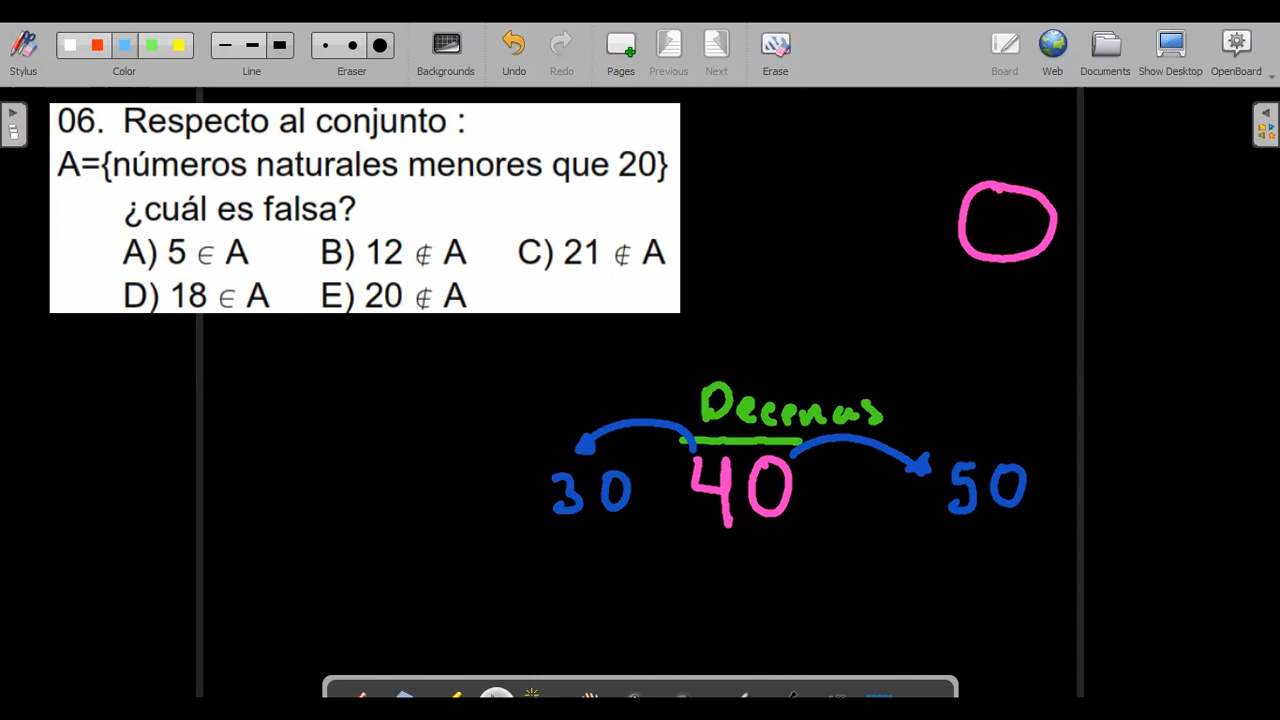 Stylus Color Line Eraser Backgrounds Undo Redo Pages Previous Next Erase Board Web Documents Show Desktop OpenBoard
06. Respecto al conjunto :
A={números naturales menores que 20}
¿cuál es falsa?
A) 5 ∈ A B) 12 ∉ A C) 21 ∉ A
D) 18 ∈ A E) 20 ∉ A
Decenas
30 40 50